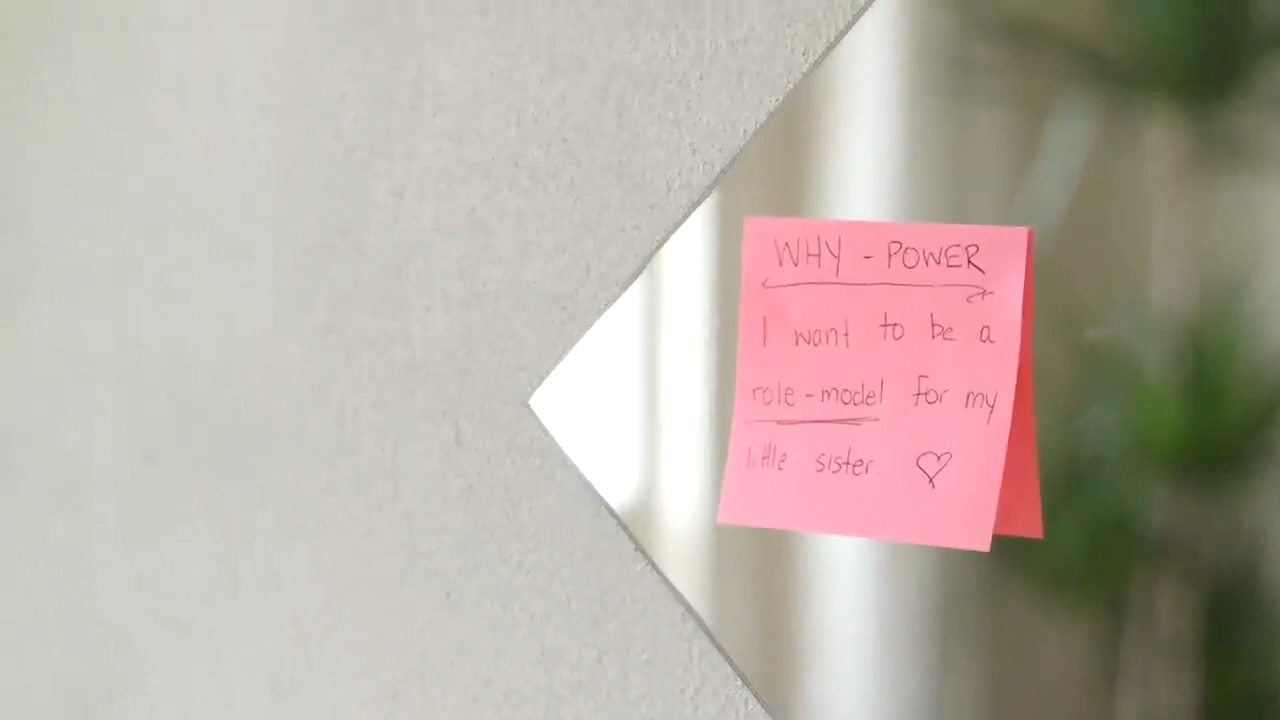 WHY - POWER
I want to be a
role-model for my
little sister ♡